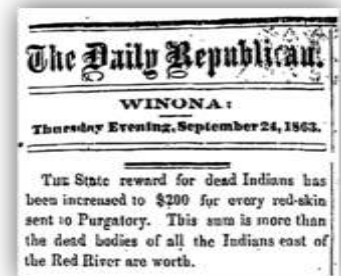 The Daily Republican.
WINONA:
Thursday Evening, September 24, 1863.
THE State reward for dead Indians has
been increased to $200 for every red-skin
sent to Purgatory. This sum is more than
the dead bodies of all the Indians east of
the Red River are worth.